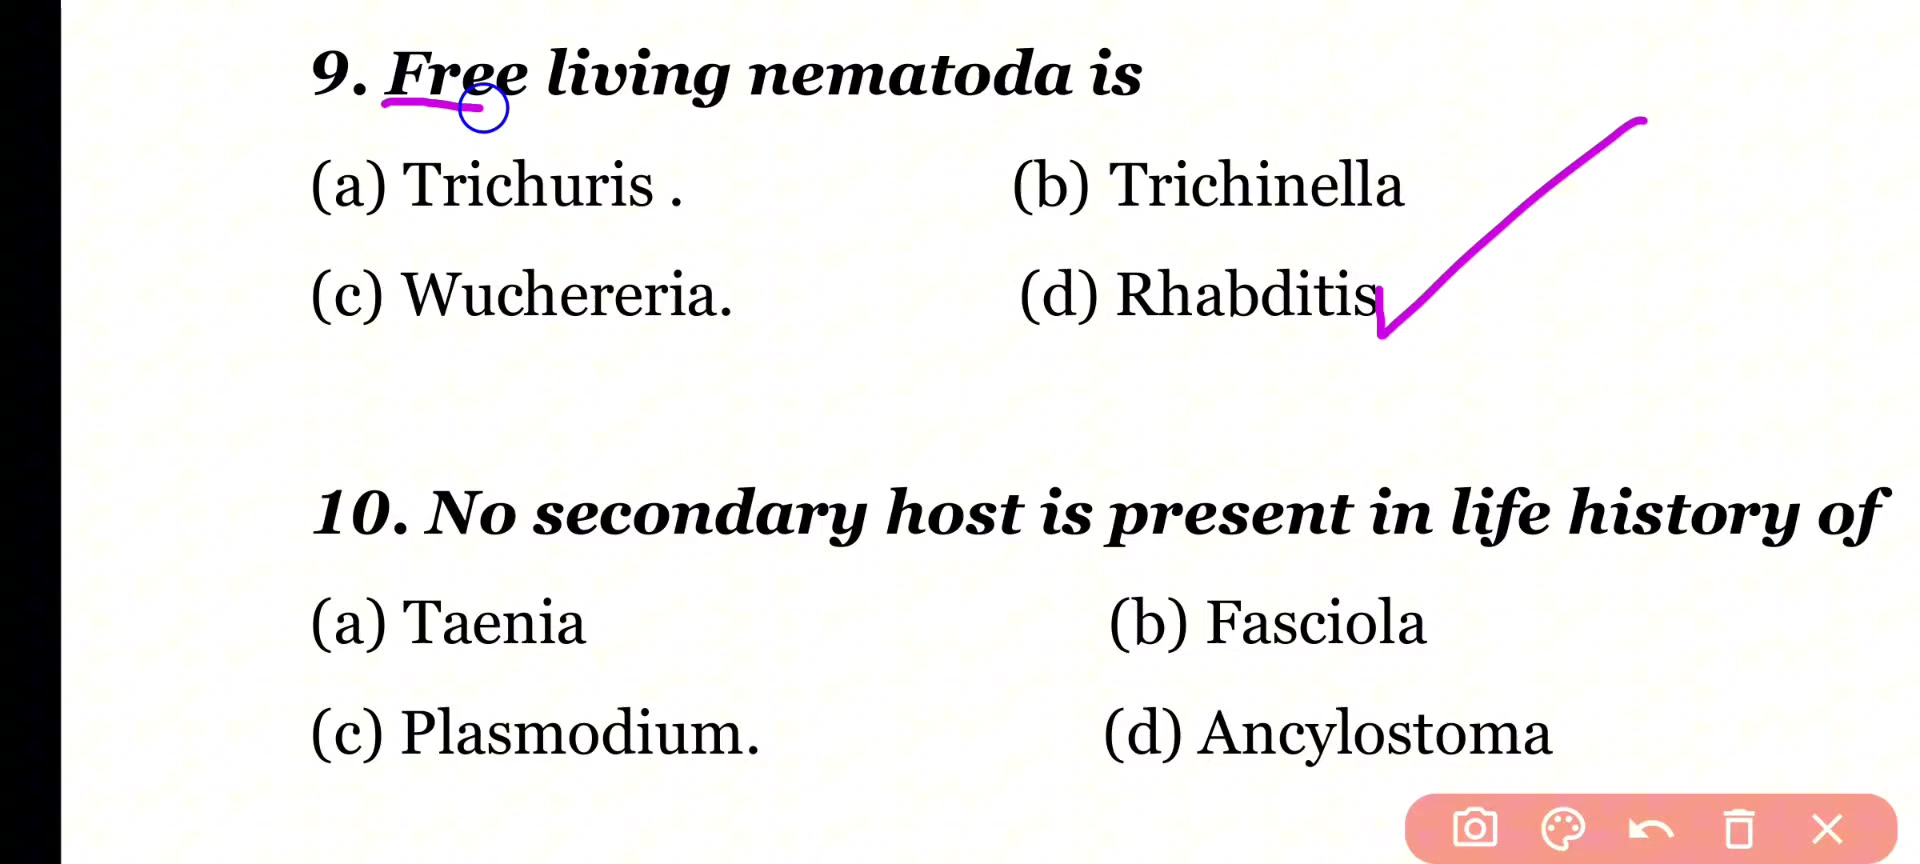 9. Free living nematoda is
(a) Trichuris . (b) Trichinella
(c) Wuchereria. (d) Rhabditis
10. No secondary host is present in life history of
(a) Taenia (b) Fasciola
(c) Plasmodium. (d) Ancylostoma